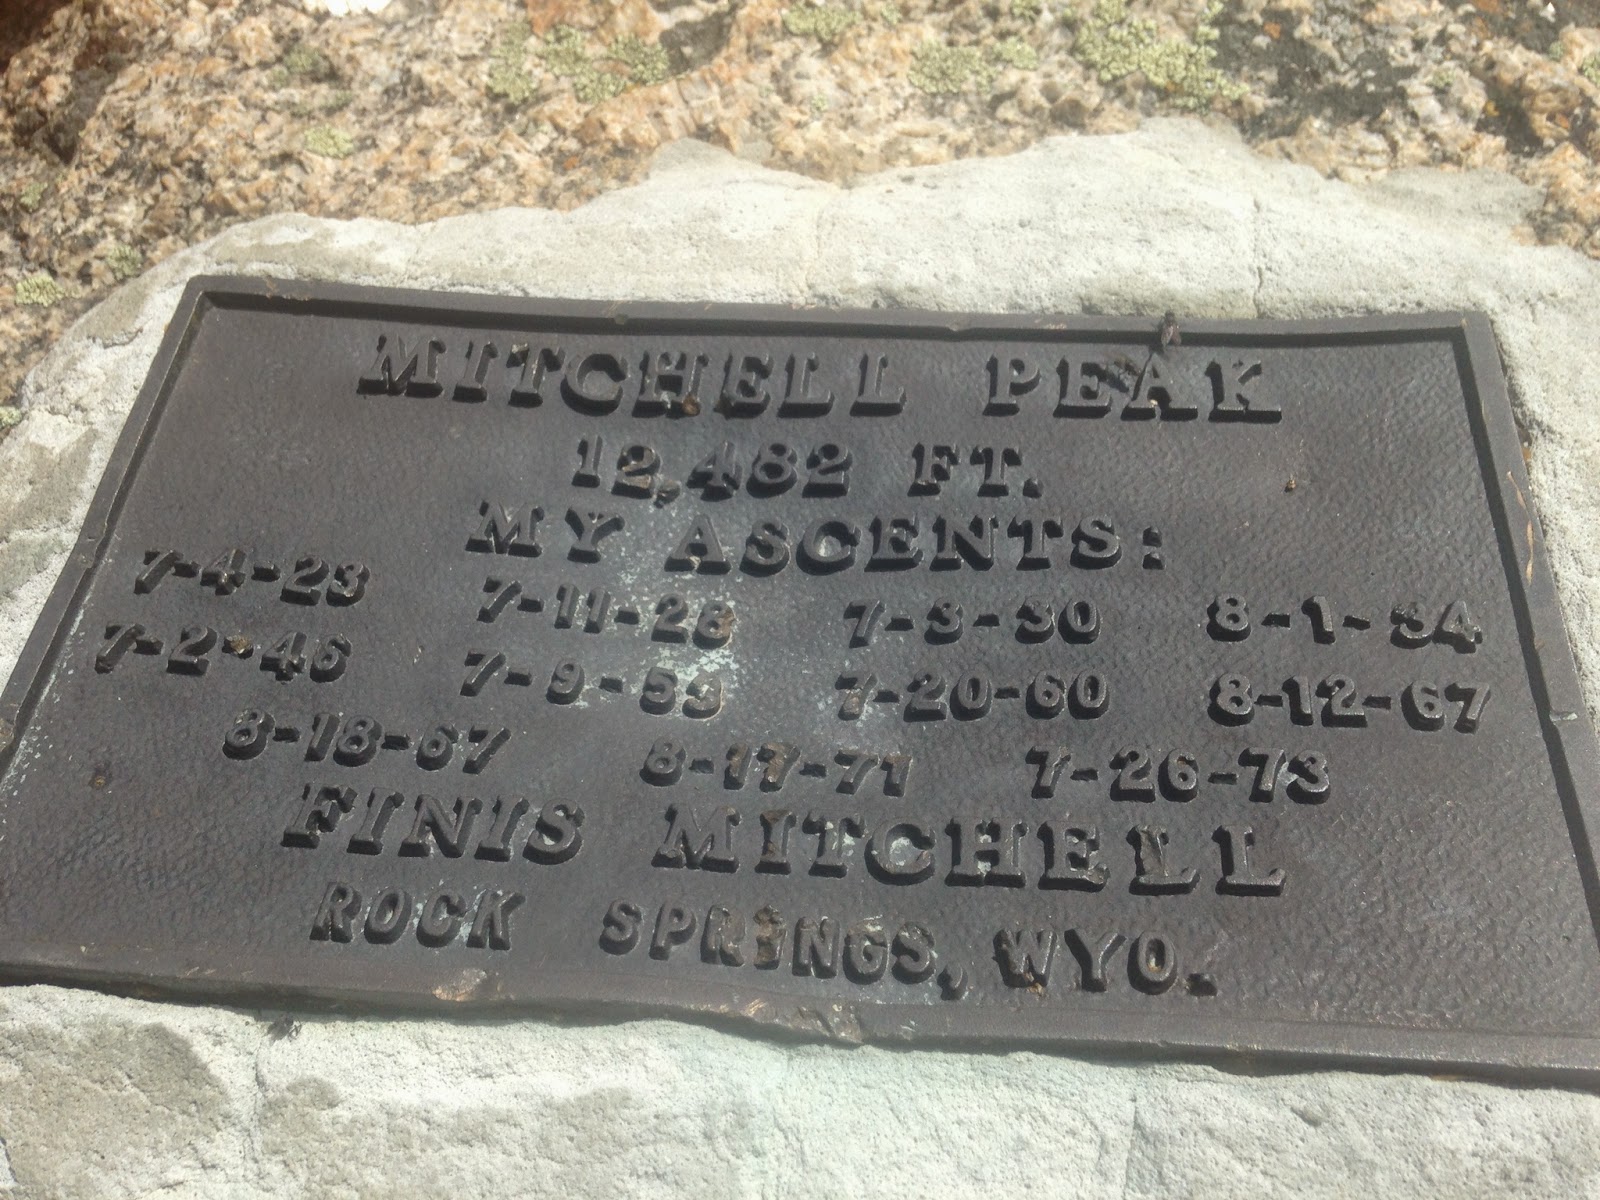 MITCHELL PEAK
12,482 FT.
MY ASCENTS:
7-4-23 7-11-28 7-3-30 8-1-34
7-2-46 7-9-59 7-20-60 8-12-67
8-18-67 8-17-71 7-26-73
FINIS MITCHELL
ROCK SPRINGS, WYO.